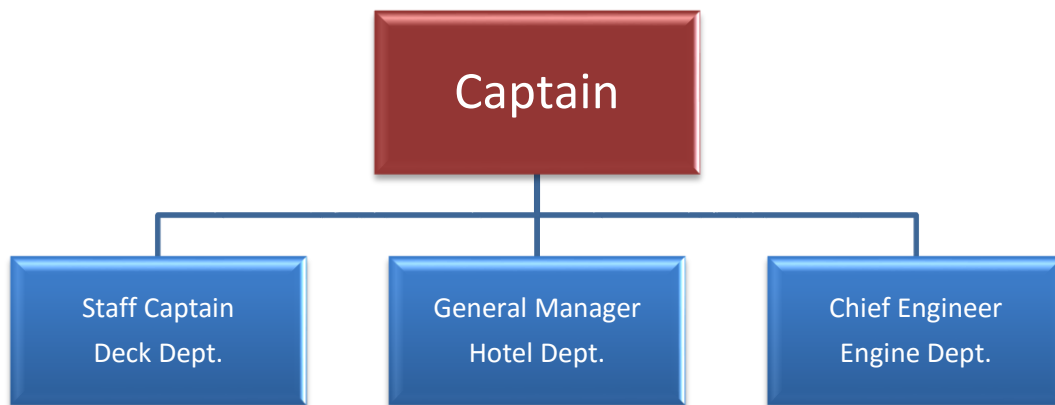 Captain
Staff Captain
Deck Dept.
General Manager
Hotel Dept.
Chief Engineer
Engine Dept.